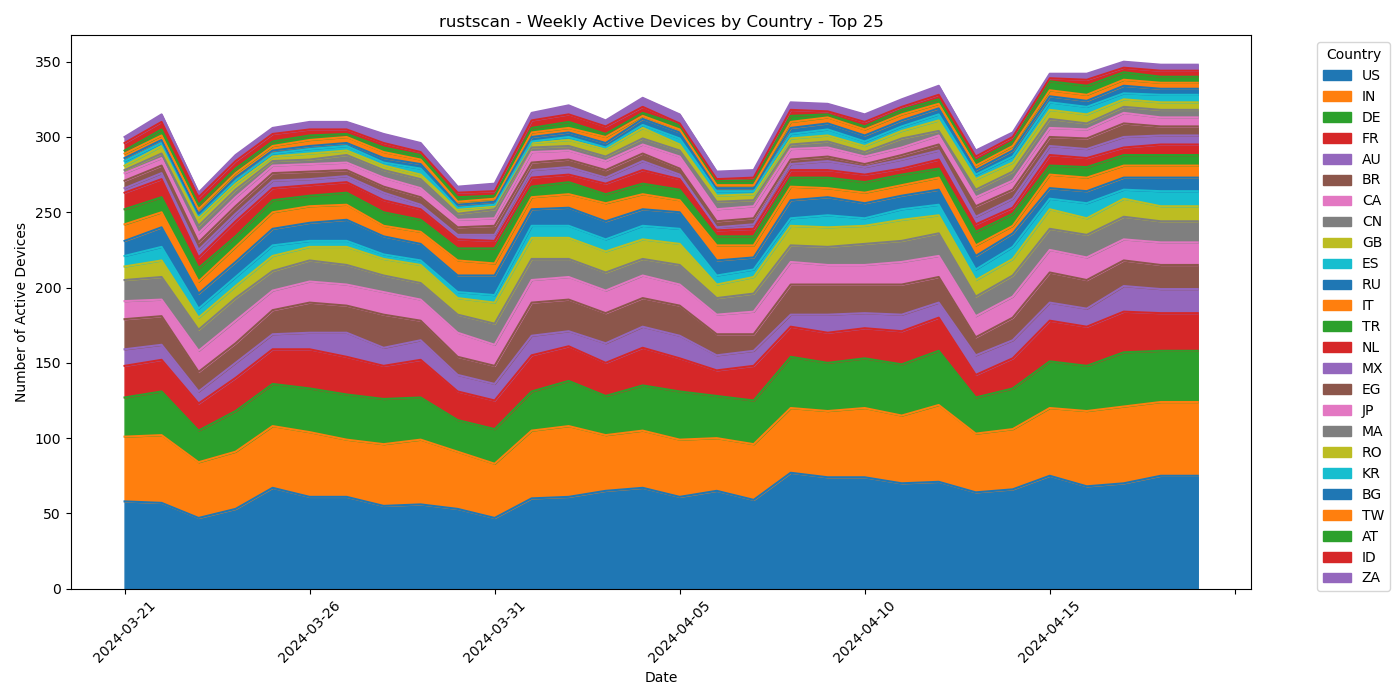 rustscan - Weekly Active Devices by Country - Top 25
Number of Active Devices
350
300
250
200
150
100
50
0
2024-03-21
2024-03-26
2024-03-31
2024-04-05
2024-04-10
2024-04-15
Date
Country
US
IN
DE
FR
AU
BR
CA
CN
GB
ES
RU
IT
TR
NL
MX
EG
JP
MA
RO
KR
BG
TW
AT
ID
ZA